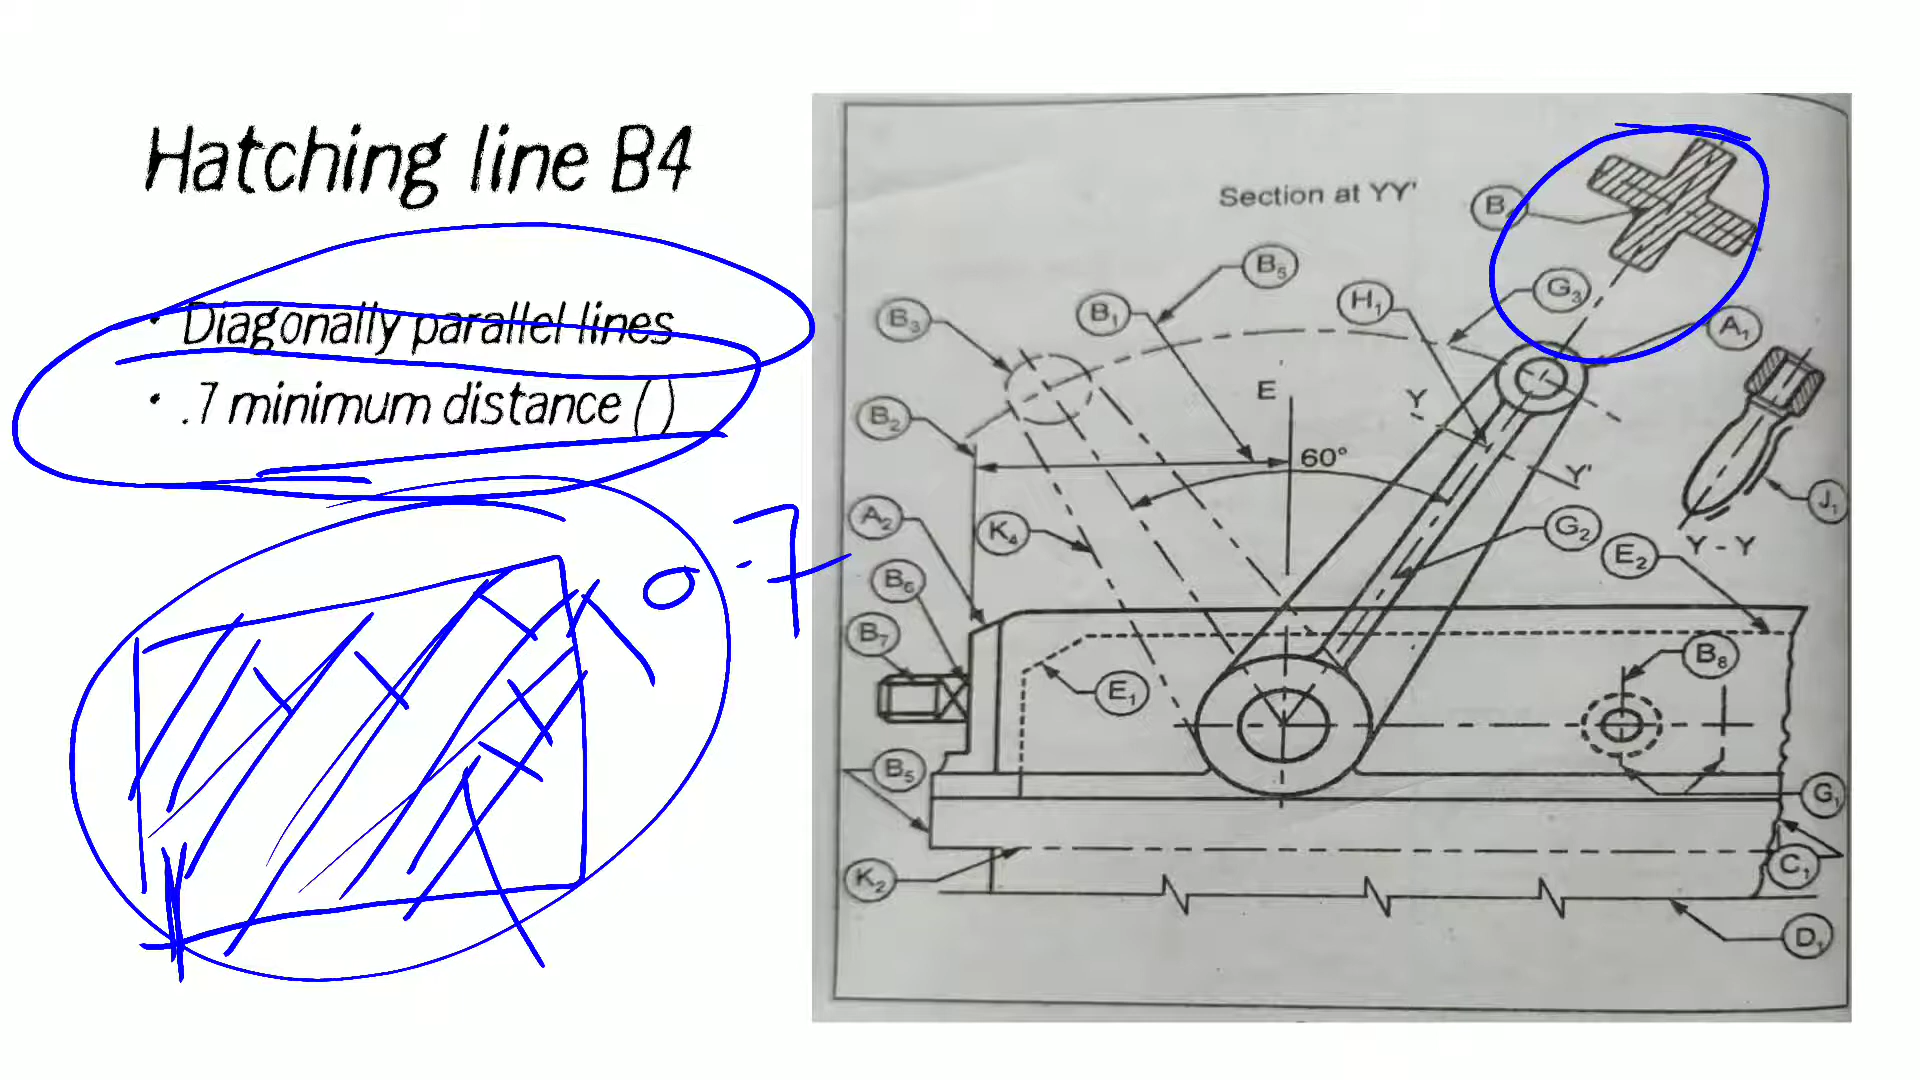 Hatching line B4
• Diagonally parallel lines
• .7 minimum distance ( )
0.7
Section at YY'
B
B5
B1
H1
G3
A1
B3
E
Y
B2
60°
Y'
J1
A2
K4
G2
E2
Y - Y
B6
B7
B8
E1
B5
G1
K2
C1
D1